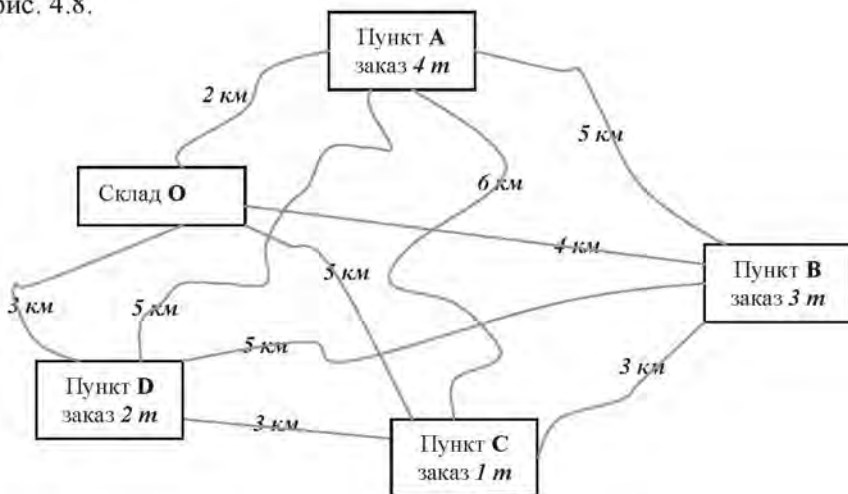 рис. 4.8.
Пункт A
заказ 4 т
2 км
5 км
6 км
Склад O
4 км
5 км
Пункт B
заказ 3 т
3 км
5 км
5 км
3 км
Пункт D
заказ 2 т
3 км
Пункт C
заказ 1 т